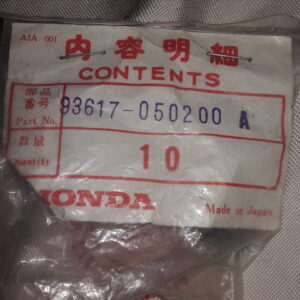 A1A 001
内容明細
CONTENTS
部品番号
Part No.
93617-050200 A
数量
Quantity
10
HONDA
Made in Japan